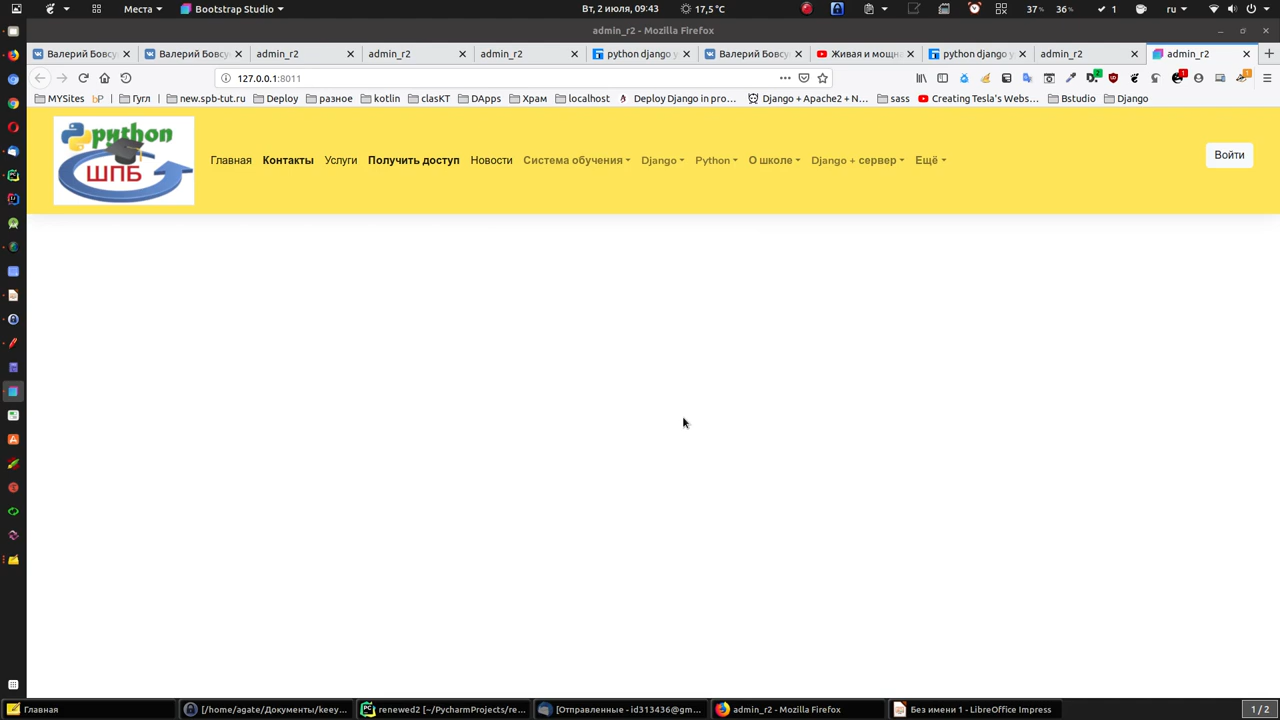 Места
Bootstrap Studio
Вт, 2 июля, 09:43
17,5°C
37 %
36%
1
ru
admin_r2 - Mozilla Firefox
Валерий Бовсу
Валерий Бовсу
admin_r2
admin_r2
admin_r2
python django у
Валерий Бовсу
Живая и мощн
python django у
admin_r2
admin_r2
127.0.0.1:8011
MYSites
bP
Гугл
new.spb-tut.ru
Deploy
разное
kotlin
clasKT
DApps
Храм
localhost
Deploy Django in pro...
Django + Apache2 + N...
sass
Creating Tesla's Webs...
Bstudio
Django
python
ШПБ
Главная
Контакты
Услуги
Получить доступ
Новости
Система обучения
Django
Python
О школе
Django + сервер
Ещё
Войти
Главная
[/home/agate/Документы/keey...
renewed2 [~/PycharmProjects/re...
[Отправленные - id313436@gm...
admin_r2 - Mozilla Firefox
Без имени 1 - LibreOffice Impress
1/2